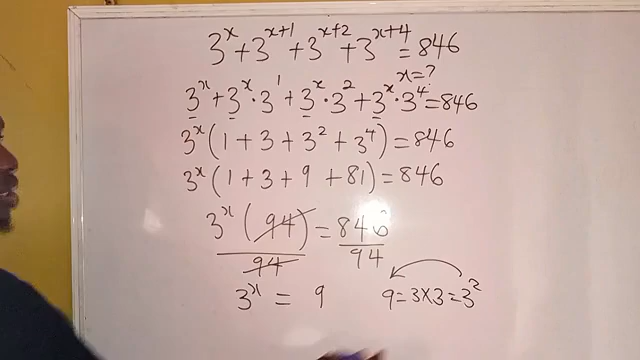 3^x + 3^(x+1) + 3^(x+2) + 3^(x+4) = 846
x = ?
3^x + 3^x · 3^1 + 3^x · 3^2 + 3^x · 3^4 = 846
3^x (1 + 3 + 3^2 + 3^4) = 846
3^x (1 + 3 + 9 + 81) = 846
3^x (94) / 94 = 846 / 94
3^x = 9 9 = 3 × 3 = 3^2